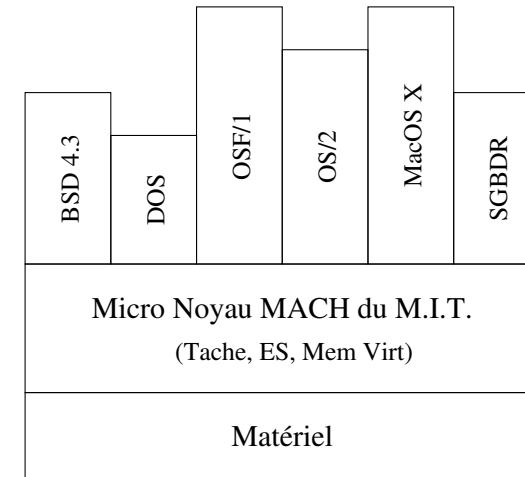 BSD 4.3
DOS
OSF/1
OS/2
MacOS X
SGBDR
Micro Noyau MACH du M.I.T.
(Tache, ES, Mem Virt)
Matériel